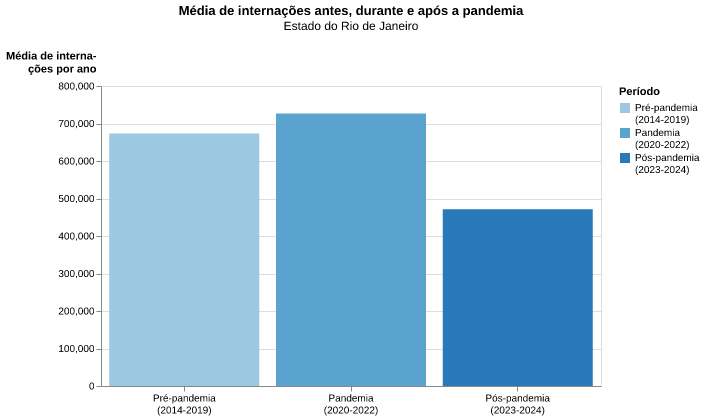 Média de internações antes, durante e após a pandemia
Estado do Rio de Janeiro
Média de interna-
ções por ano
800,000
700,000
600,000
500,000
400,000
300,000
200,000
100,000
0
Pré-pandemia
(2014-2019)
Pandemia
(2020-2022)
Pós-pandemia
(2023-2024)
Período
Pré-pandemia
(2014-2019)
Pandemia
(2020-2022)
Pós-pandemia
(2023-2024)